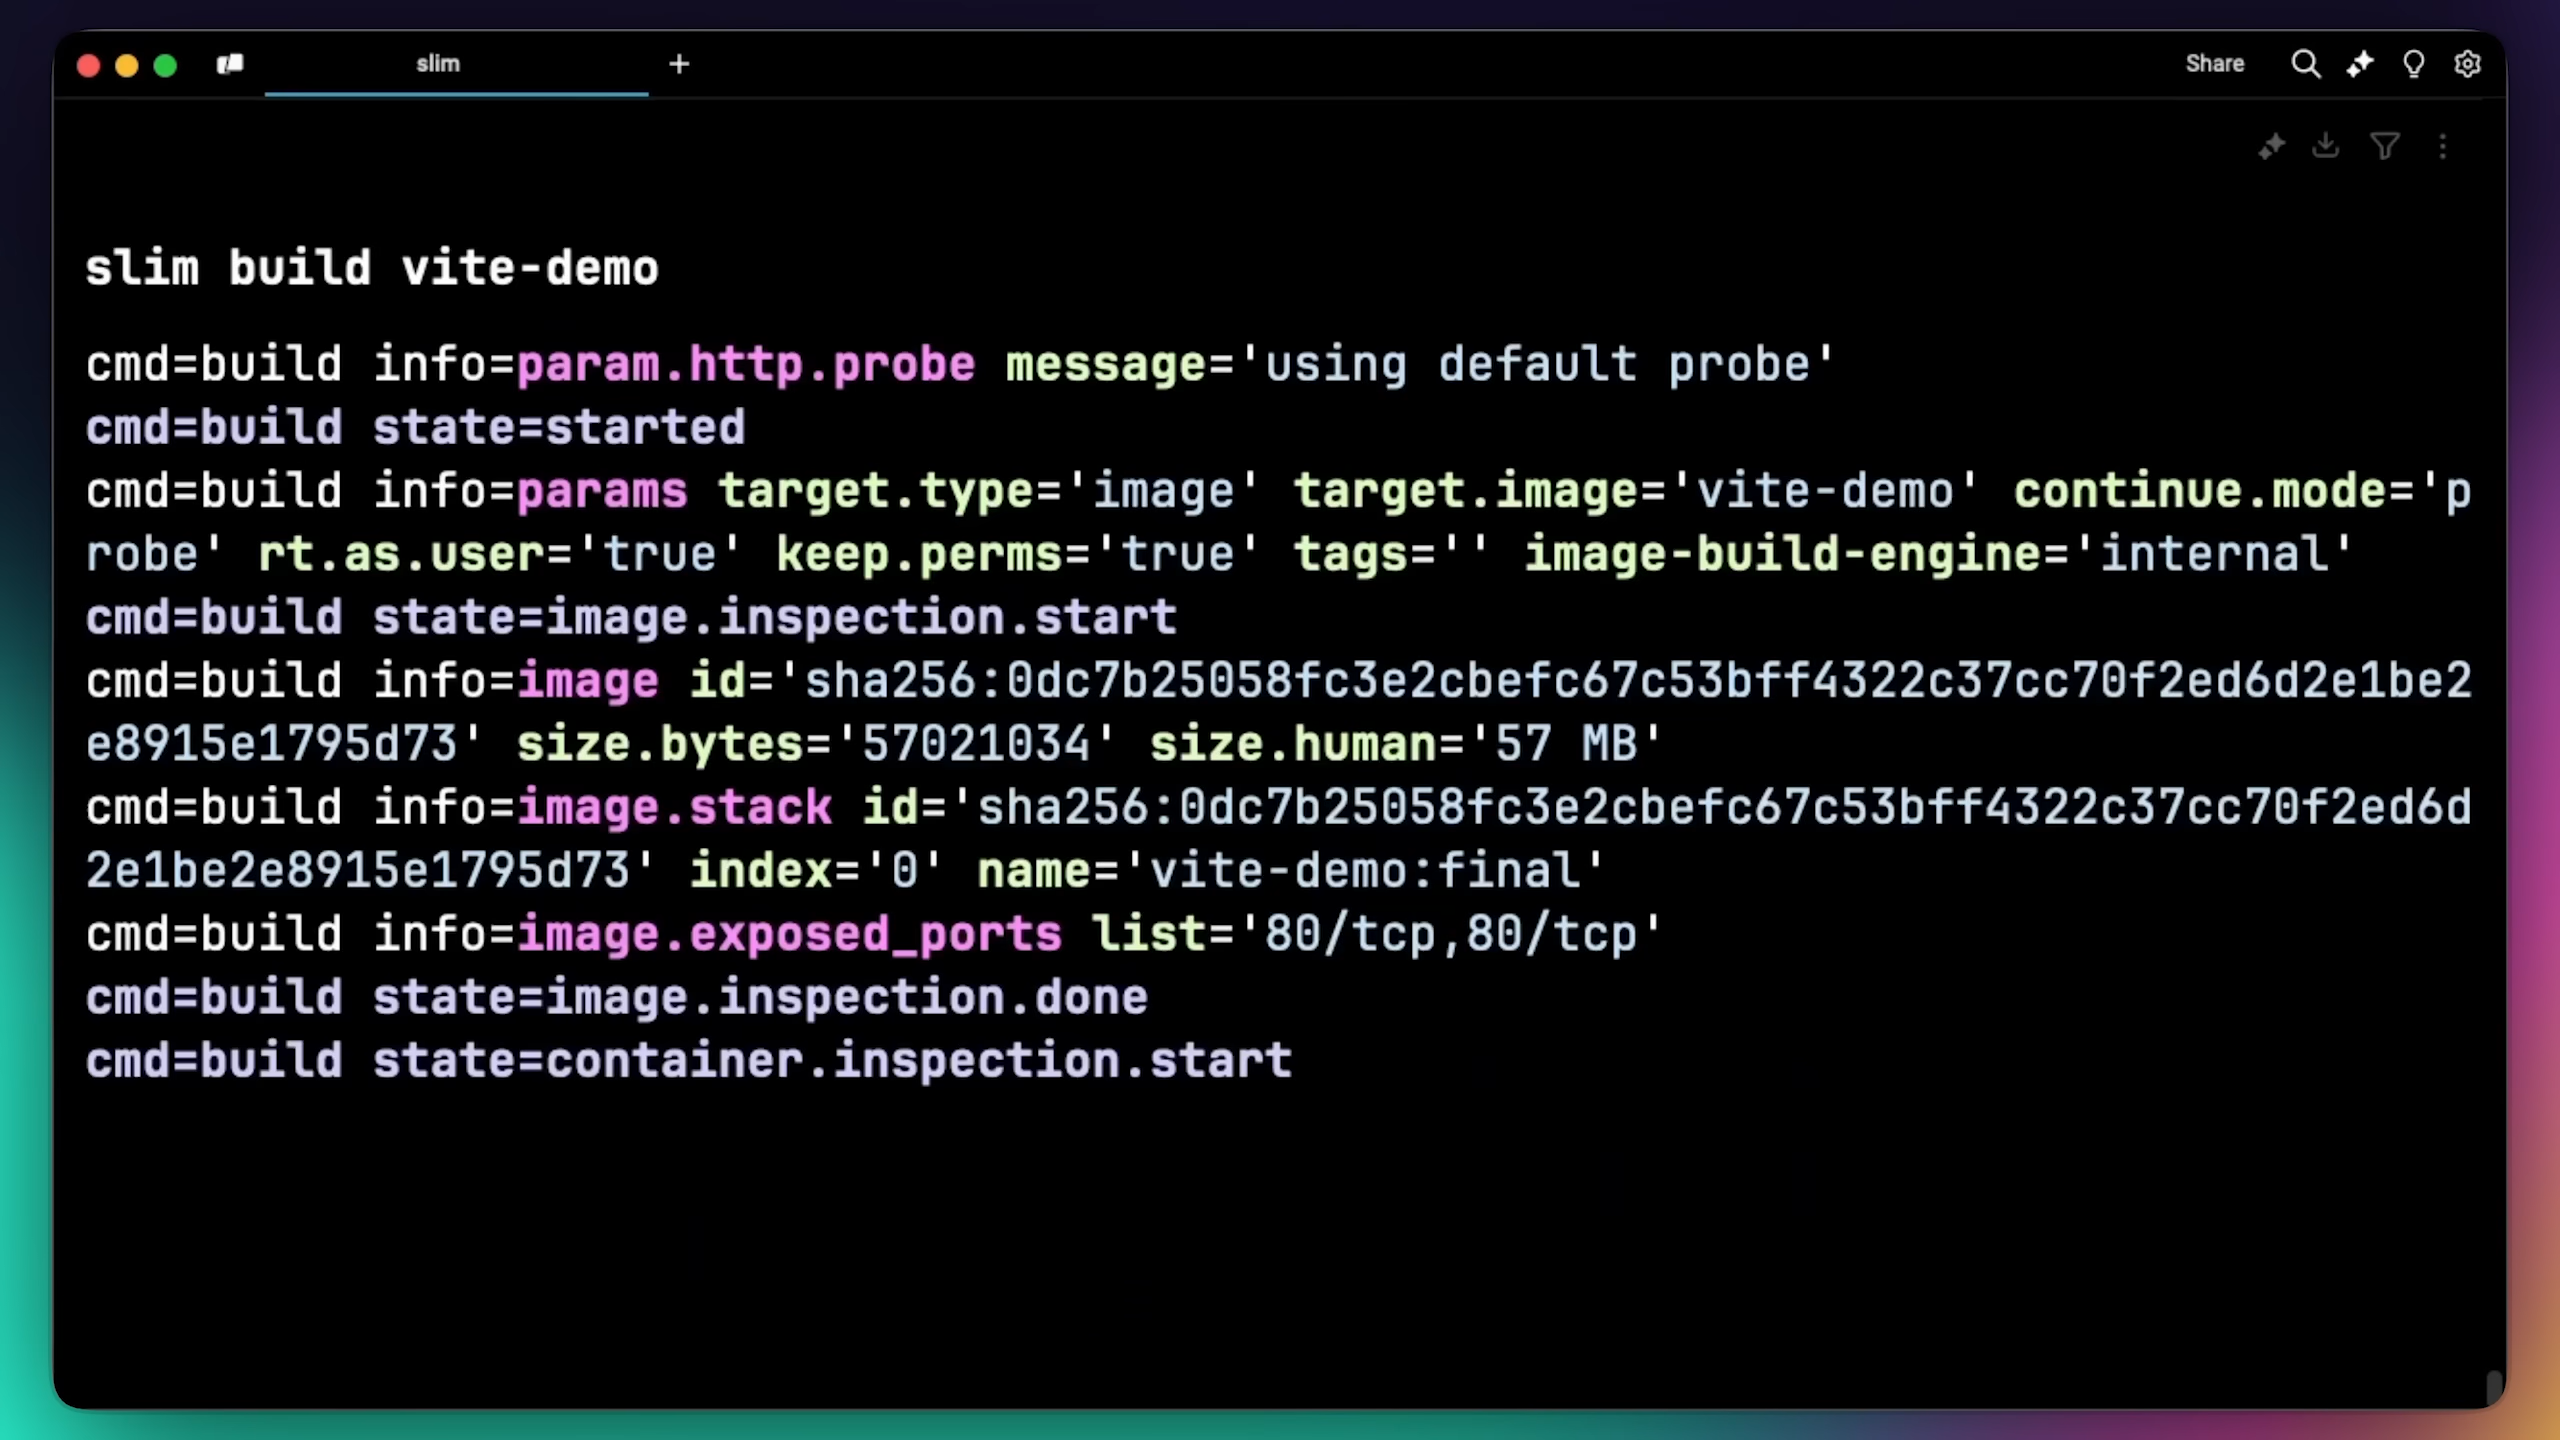 slim
Share
slim build vite-demo
cmd=build info=param.http.probe message='using default probe'
cmd=build state=started
cmd=build info=params target.type='image' target.image='vite-demo' continue.mode='p
robe' rt.as.user='true' keep.perms='true' tags='' image-build-engine='internal'
cmd=build state=image.inspection.start
cmd=build info=image id='sha256:0dc7b25058fc3e2cbefc67c53bff4322c37cc70f2ed6d2e1be2
e8915e1795d73' size.bytes='57021034' size.human='57 MB'
cmd=build info=image.stack id='sha256:0dc7b25058fc3e2cbefc67c53bff4322c37cc70f2ed6d
2e1be2e8915e1795d73' index='0' name='vite-demo:final'
cmd=build info=image.exposed_ports list='80/tcp,80/tcp'
cmd=build state=image.inspection.done
cmd=build state=container.inspection.start